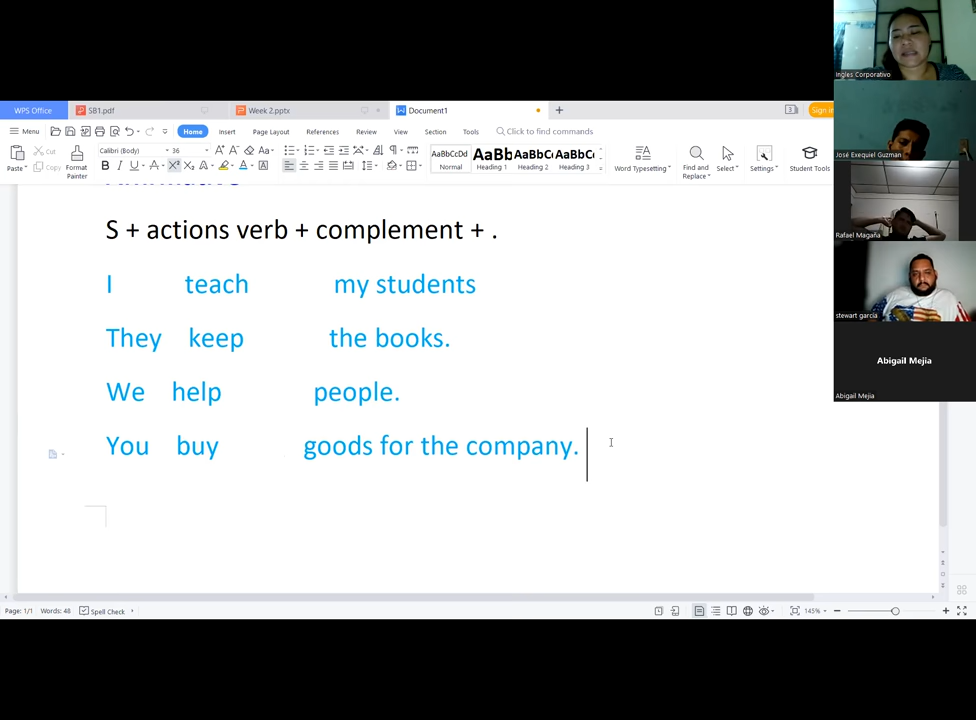 WPS Office SB1.pdf Week 2.pptx Document1 + 3 Sign in
Menu Home Insert Page Layout References Review View Section Tools Click to find commands
Paste Cut Copy Format Painter Calibri (Body) 36 AaBbCcDd Normal AaBb Heading 1 AaBbC Heading 2 AaBbC Heading 3 Word Typesetting Find and Replace Select Settings Student Tools
S + actions verb + complement + .
I teach my students
They keep the books.
We help people.
You buy goods for the company.
Page: 1/1 Words: 48 Spell Check 145%
Ingles Corporativo
José Exequiel Guzman
Rafael Magaña
stewart garcia
Abigail Mejia
Abigail Mejia